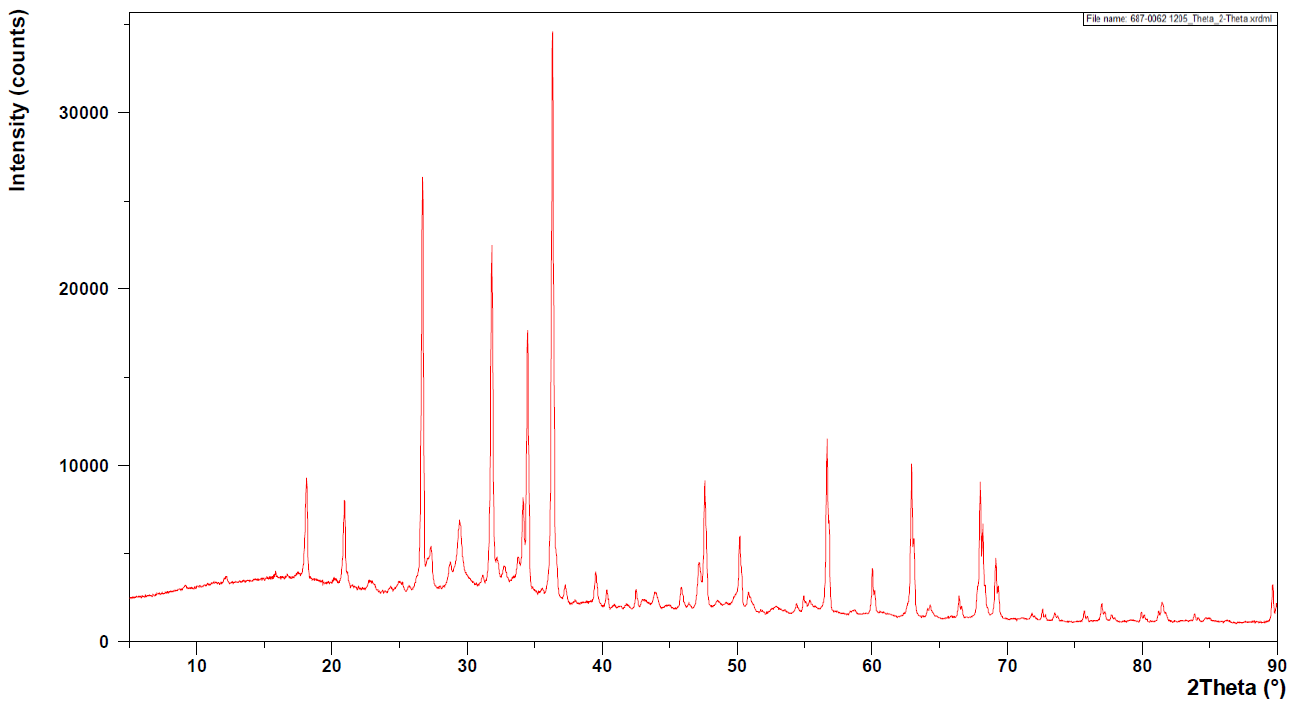 File name: 687-0062 1205_Theta_2-Theta.xrdml
Intensity (counts)
30000
20000
10000
0
10 20 30 40 50 60 70 80 90
2Theta (°)